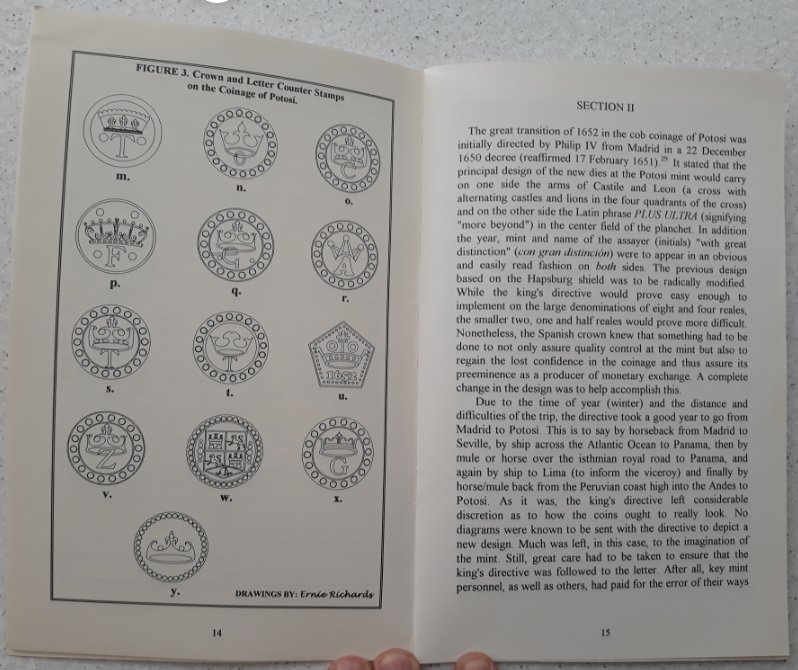 FIGURE 3. Crown and Letter Counter Stamps
on the Coinage of Potosí.
T
m.
n.
C
o.
F
p.
q.
A
r.
s.
t.
1652
u.
Z
v.
w.
G
x.
y.
DRAWINGS BY: Ernie Richards
14
SECTION II
The great transition of 1652 in the cob coinage of Potosi was
initially directed by Philip IV from Madrid in a 22 December
1650 decree (reaffirmed 17 February 1651).²⁹ It stated that the
principal design of the new dies at the Potosi mint would carry
on one side the arms of Castile and Leon (a cross with
alternating castles and lions in the four quadrants of the cross)
and on the other side the Latin phrase PLUS ULTRA (signifying
"more beyond") in the center field of the planchet. In addition
the year, mint and name of the assayer (initials) "with great
distinction" (con gran distinción) were to appear in an obvious
and easily read fashion on both sides. The previous design
based on the Hapsburg shield was to be radically modified.
While the king's directive would prove easy enough to
implement on the large denominations of eight and four reales,
the smaller two, one and half reales would prove more difficult.
Nonetheless, the Spanish crown knew that something had to be
done to not only assure quality control at the mint but also to
regain the lost confidence in the coinage and thus assure its
preeminence as a producer of monetary exchange. A complete
change in the design was to help accomplish this.
Due to the time of year (winter) and the distance and
difficulties of the trip, the directive took a good year to go from
Madrid to Potosi. This is to say by horseback from Madrid to
Seville, by ship across the Atlantic Ocean to Panama, then by
mule or horse over the isthmian royal road to Panama, and
again by ship to Lima (to inform the viceroy) and finally by
horse/mule back from the Peruvian coast high into the Andes to
Potosi. As it was, the king's directive left considerable
discretion as to how the coins ought to really look. No
diagrams were known to be sent with the directive to depict a
new design. Much was left, in this case, to the imagination of
the mint. Still, great care had to be taken to ensure that the
king's directive was followed to the letter. After all, key mint
personnel, as well as others, had paid for the error of their ways
15